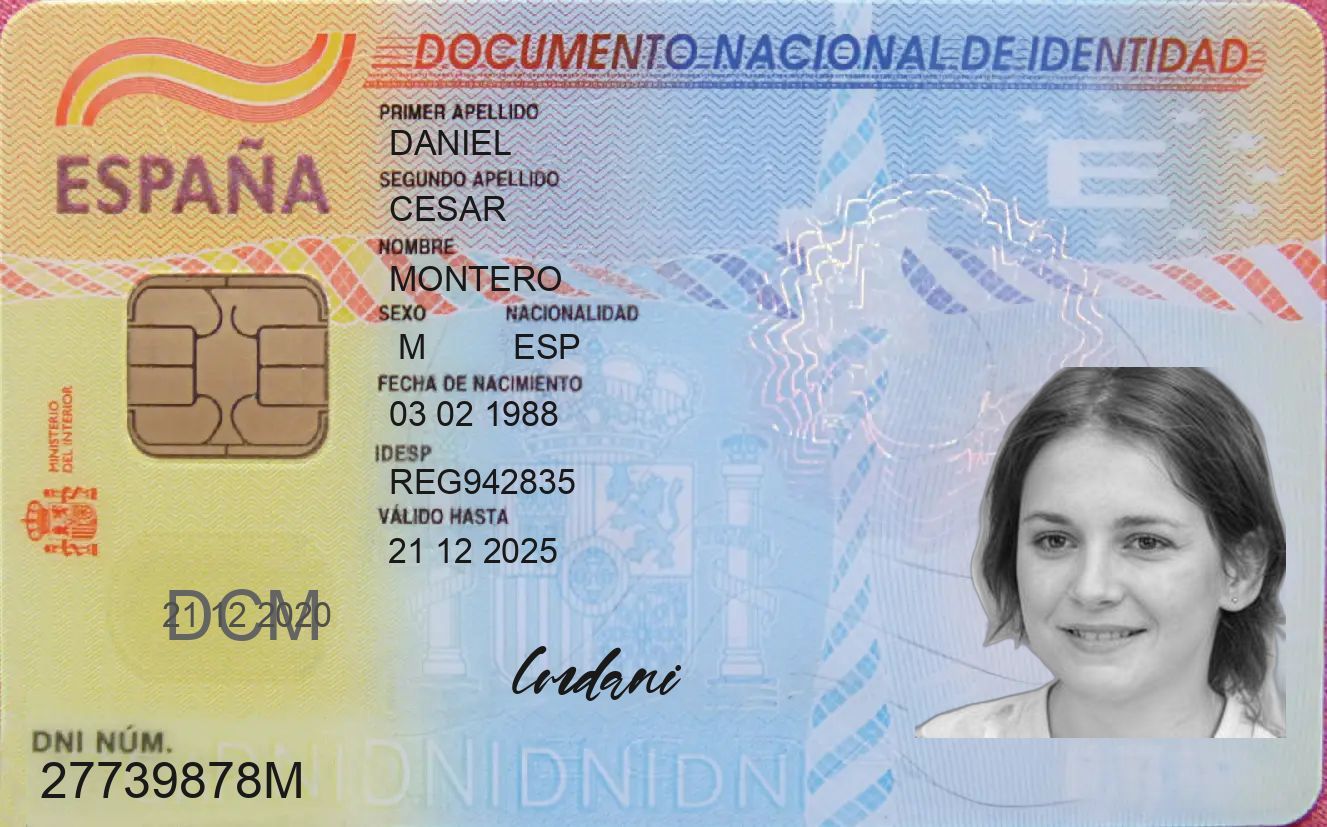 DOCUMENTO NACIONAL DE IDENTIDAD
ESPAÑA
PRIMER APELLIDO
DANIEL
SEGUNDO APELLIDO
CESAR
NOMBRE
MONTERO
SEXO NACIONALIDAD
M ESP
FECHA DE NACIMIENTO
03 02 1988
IDESP
REG942835
VÁLIDO HASTA
21 12 2025
MINISTERIO
DEL INTERIOR
E
DCM
21 12 2020
DNI NÚM.
27739878M
DNIDNIDNIDNI